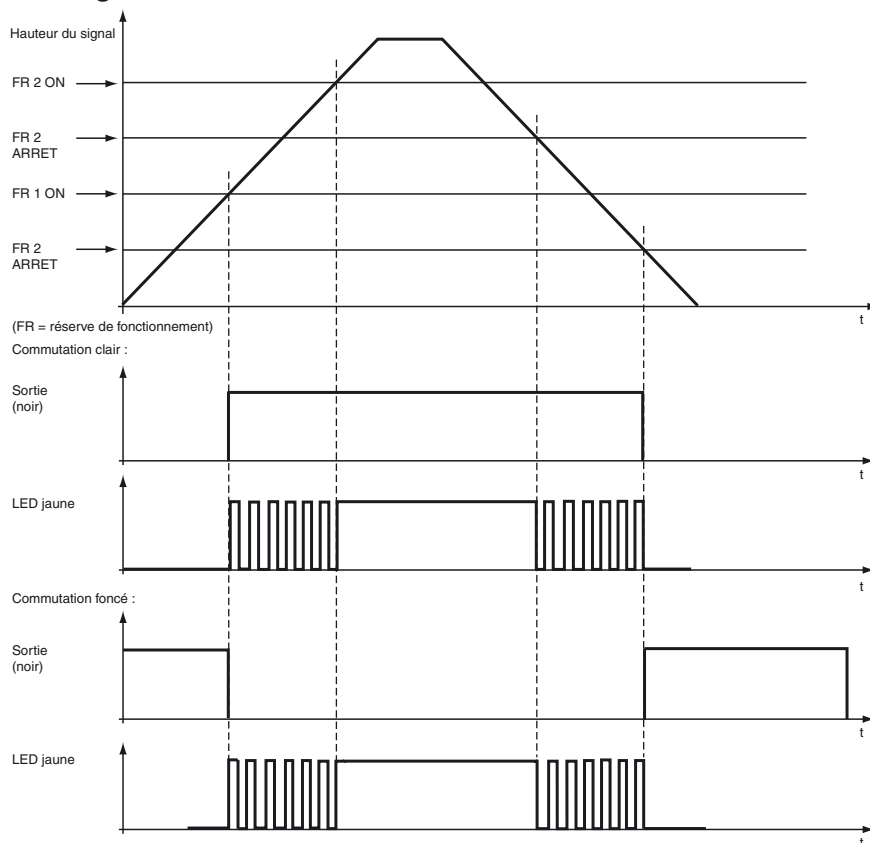 Hauteur du signal
FR 2 ON
FR 2
ARRET
FR 1 ON
FR 2
ARRET
t
(FR = réserve de fonctionnement)
Commutation clair :
Sortie
(noir)
t
LED jaune
t
Commutation foncé :
Sortie
(noir)
t
LED jaune
t